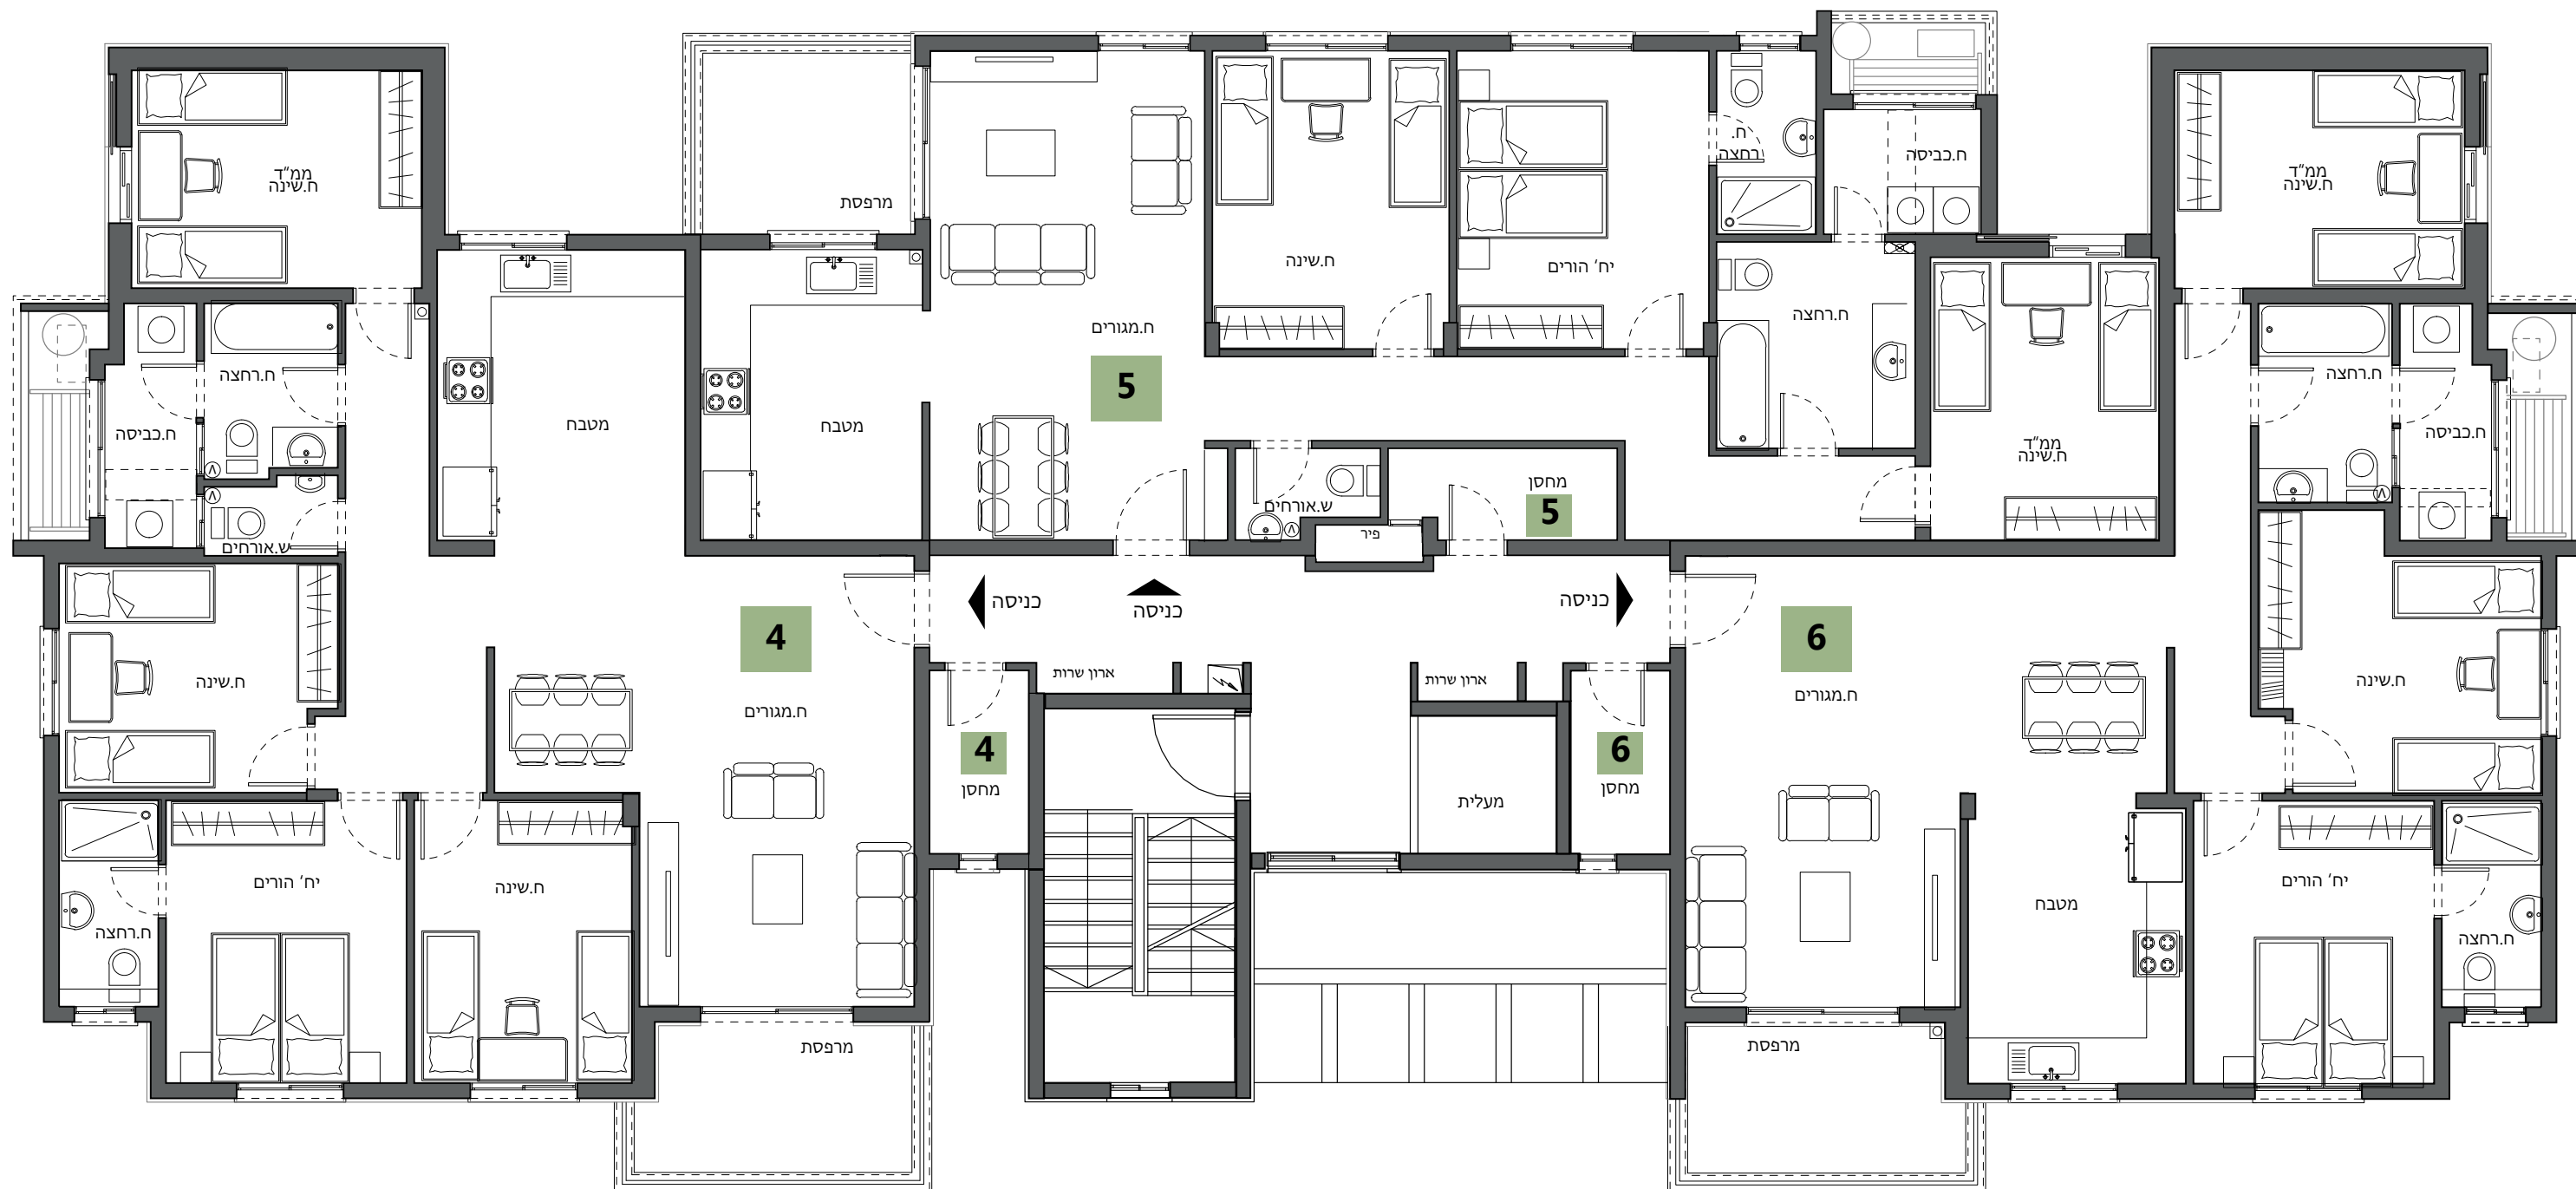 ממ"ד
ח.שינה
מרפסת
ח.מגורים
5
ח.שינה
יח' הורים
ח.
רחצה
ח.כביסה
ח.רחצה
ממ"ד
ח.שינה
ממ"ד
ח.שינה
ח.רחצה
ח.כביסה
ח.רחצה
ח.כביסה
ש.אורחים
מטבח
מטבח
ש.אורחים
פיר
מחסן
5
ח.שינה
4
ח.מגורים
כניסה
כניסה
כניסה
6
ח.מגורים
ח.שינה
ארון שרות
ארון שרות
4
מחסן
6
מחסן
מעלית
יח' הורים
ח.רחצה
ח.שינה
מרפסת
מרפסת
מטבח
יח' הורים
ח.רחצה